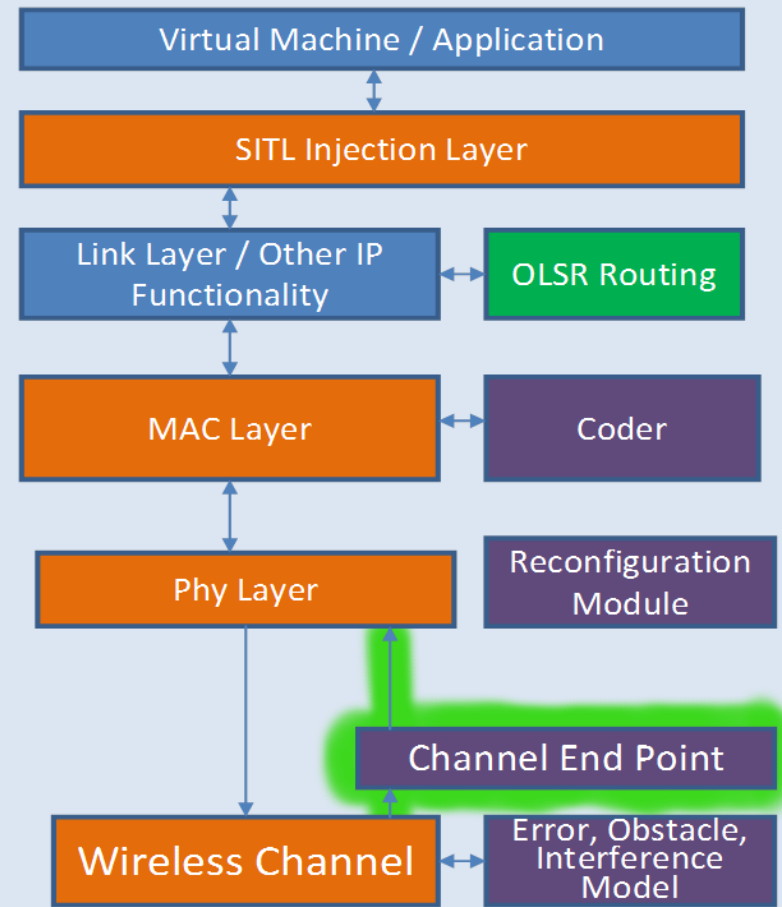 Virtual Machine / Application
SITL Injection Layer
Link Layer / Other IP
Functionality
OLSR Routing
MAC Layer
Coder
Phy Layer
Reconfiguration
Module
Channel End Point
Wireless Channel
Error, Obstacle,
Interference
Model